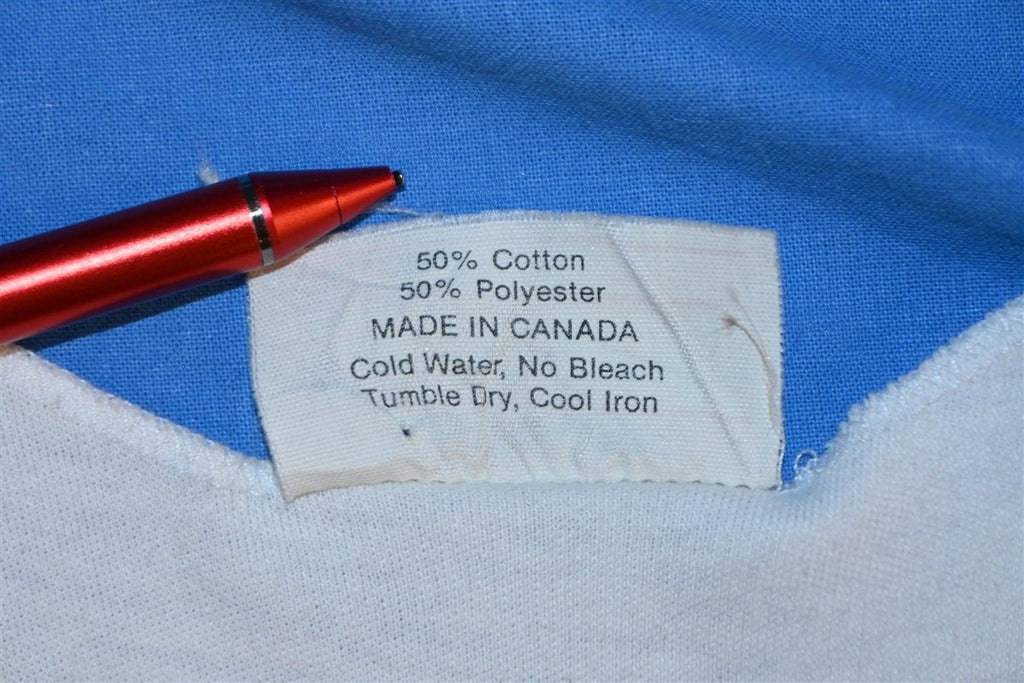 50% Cotton
50% Polyester
MADE IN CANADA
Cold Water, No Bleach
Tumble Dry, Cool Iron